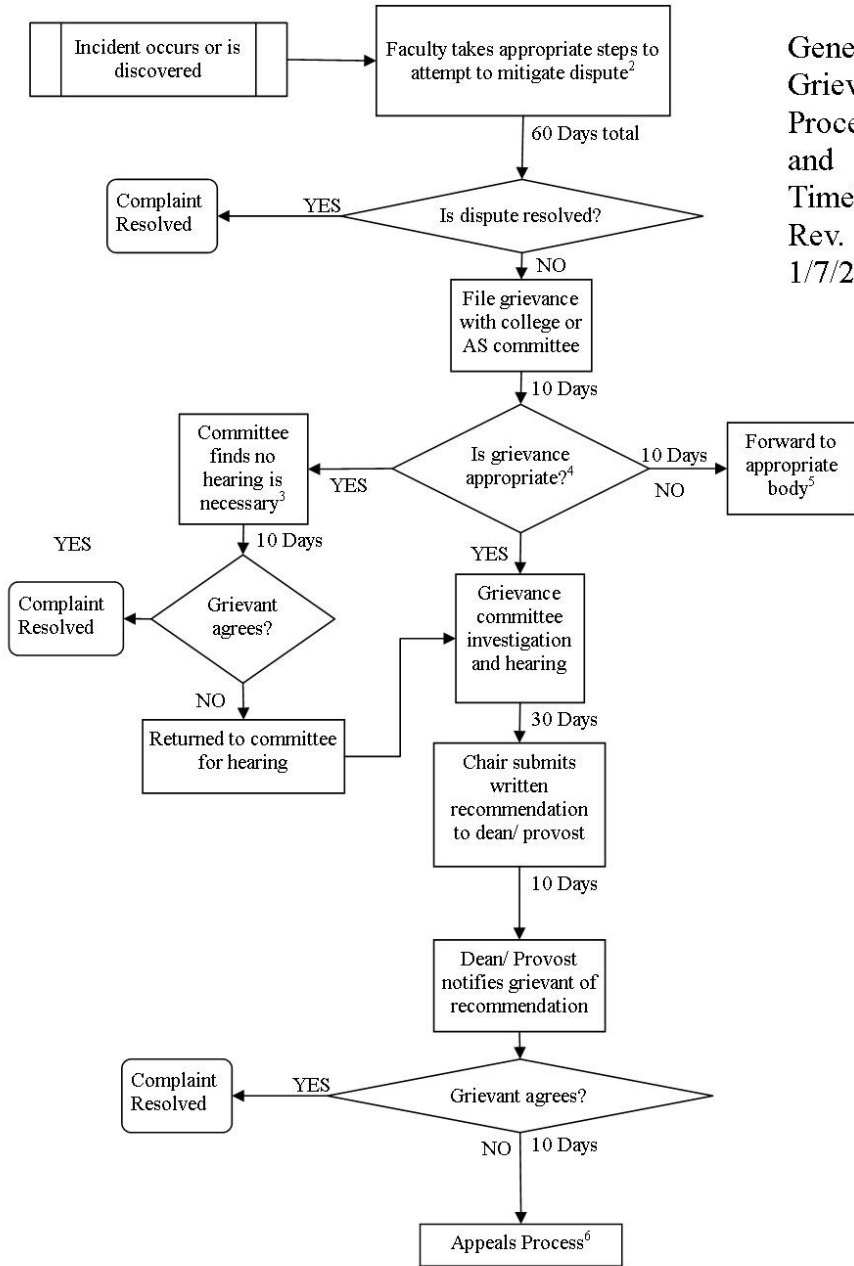 Incident occurs or is
discovered
Faculty takes appropriate steps to
attempt to mitigate dispute²
60 Days total
Is dispute resolved?
YES
Complaint
Resolved
NO
File grievance
with college or
AS committee
10 Days
Is grievance
appropriate?⁴
10 Days
NO
Forward to
appropriate
body⁵
YES
Committee
finds no
hearing is
necessary³
10 Days
YES
Grievant
agrees?
Complaint
Resolved
NO
Returned to committee
for hearing
YES
Grievance
committee
investigation
and hearing
30 Days
Chair submits
written
recommendation
to dean/ provost
10 Days
Dean/ Provost
notifies grievant of
recommendation
Grievant agrees?
YES
Complaint
Resolved
NO
10 Days
Appeals Process⁶
and
Rev.